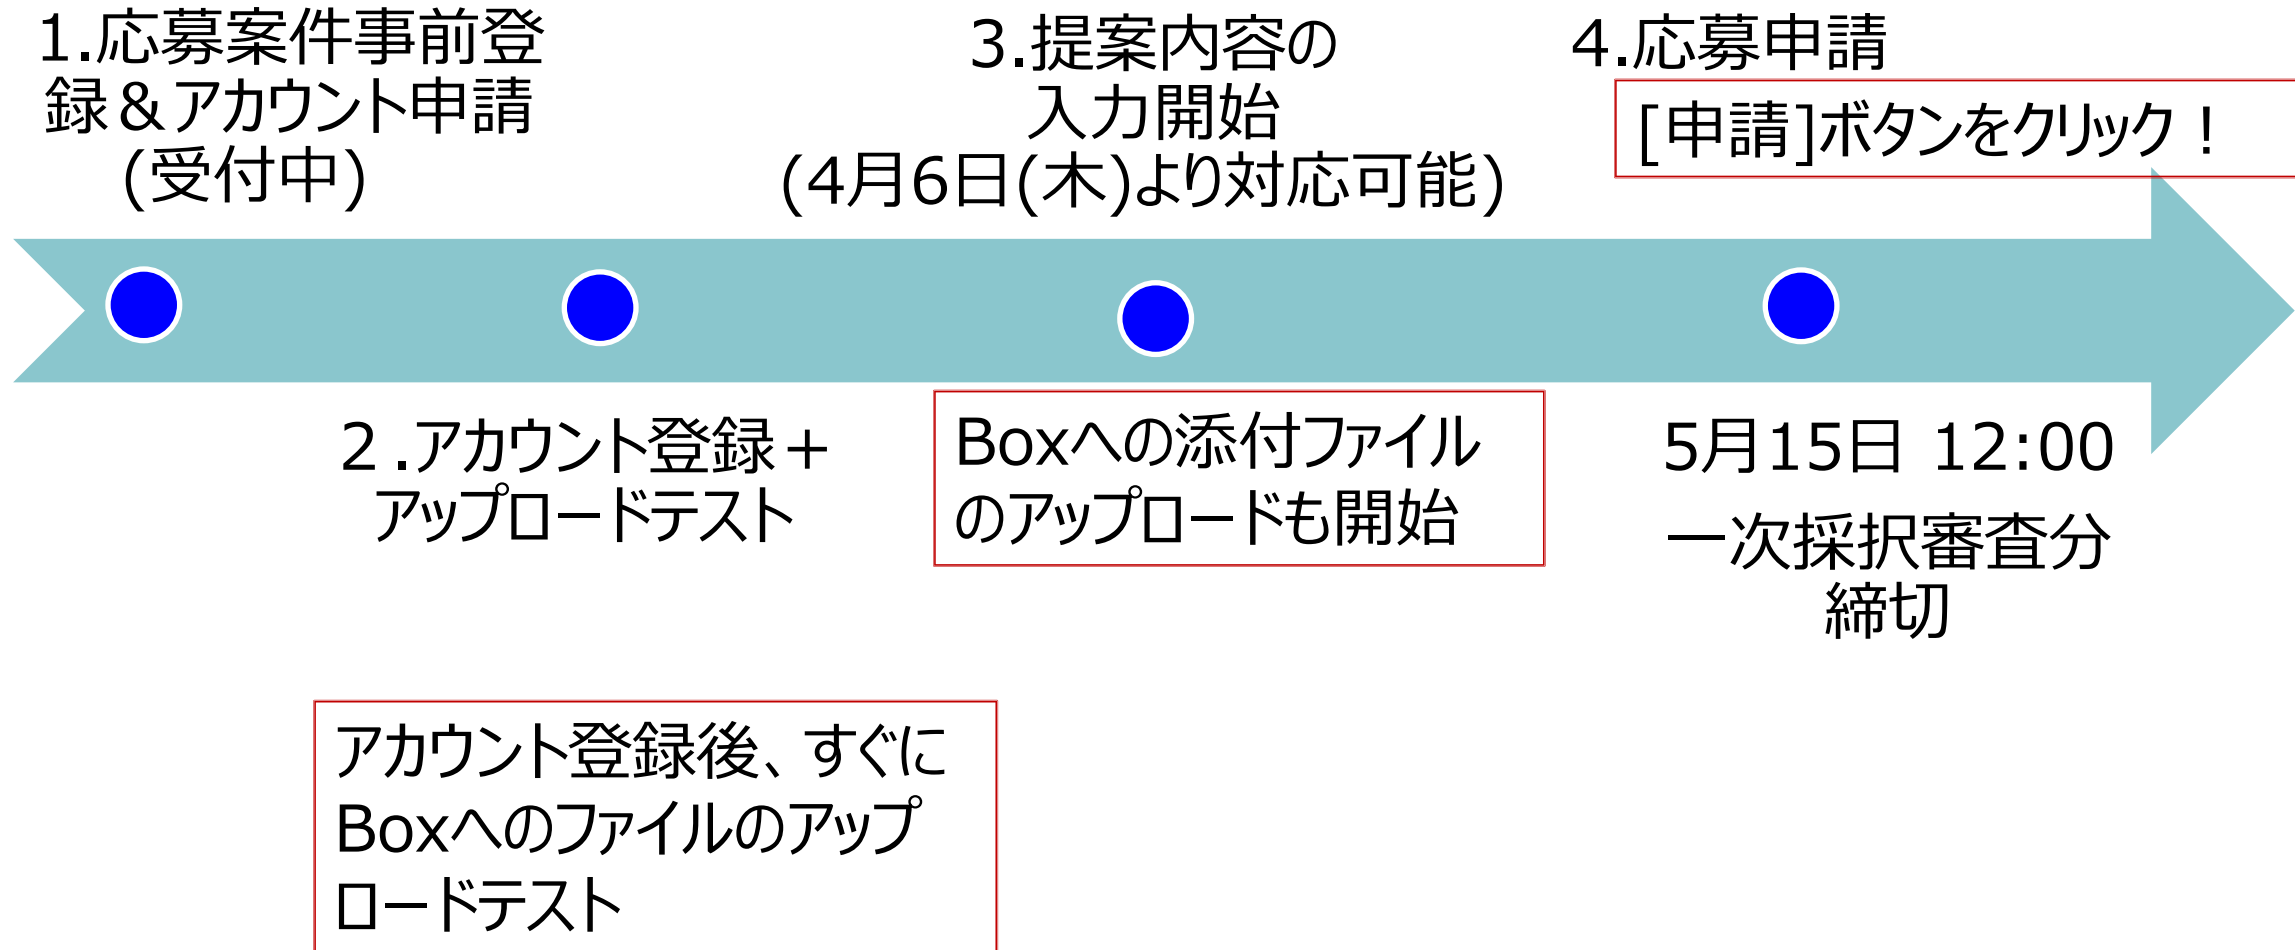 1.応募案件事前登
録＆アカウント申請
(受付中)
2 .アカウント登録＋
アップロードテスト
アカウント登録後、すぐに
Boxへのファイルのアップ
ロードテスト
3.提案内容の
入力開始
(4月6日(木)より対応可能)
Boxへの添付ファイル
のアップロードも開始
4.応募申請
[申請]ボタンをクリック！
5月15日 12:00
一次採択審査分
締切